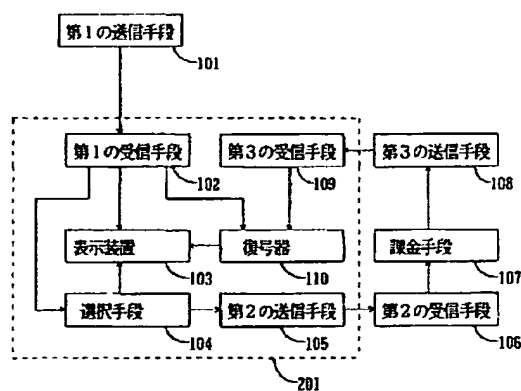 第1の送信手段
101
第1の受信手段
102
第3の受信手段
109
第3の送信手段
108
表示装置
103
復号器
110
課金手段
107
選択手段
104
第2の送信手段
105
第2の受信手段
106
201